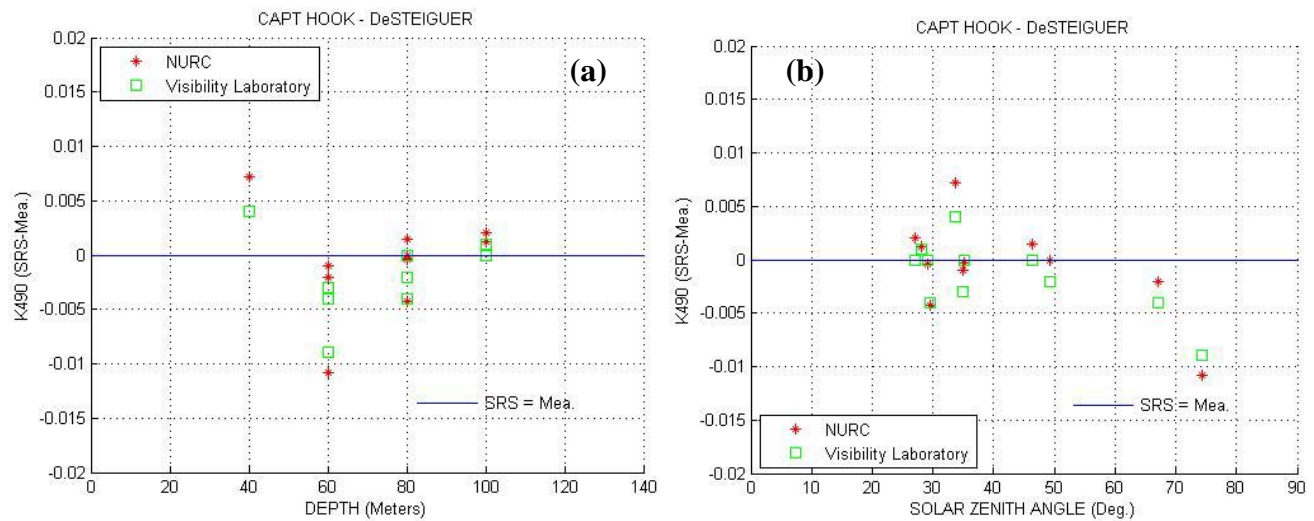 CAPT HOOK - DeSTEIGUER
0.02
0.015
0.01
0.005
0
-0.005
-0.01
-0.015
-0.02
K490 (SRS-Mea.)
NURC
Visibility Laboratory
(a)
SRS = Mea.
0 20 40 60 80 100 120 140
DEPTH (Meters)
CAPT HOOK - DeSTEIGUER
0.02
0.015
0.01
0.005
0
-0.005
-0.01
-0.015
-0.02
K490 (SRS-Mea.)
(b)
SRS = Mea.
NURC
Visibility Laboratory
0 10 20 30 40 50 60 70 80 90
SOLAR ZENITH ANGLE (Deg.)